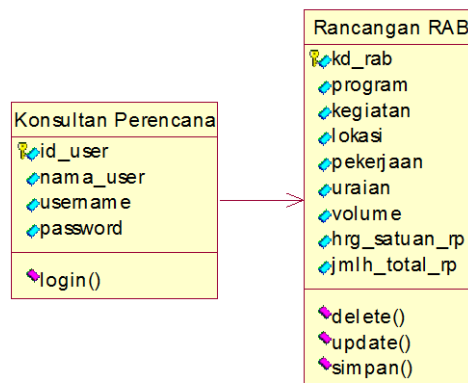 Konsultan Perencana
id_user
nama_user
username
password
login()
Rancangan RAB
kd_rab
program
kegiatan
lokasi
pekerjaan
uraian
volume
hrg_satuan_rp
jmlh_total_rp
delete()
update()
simpan()